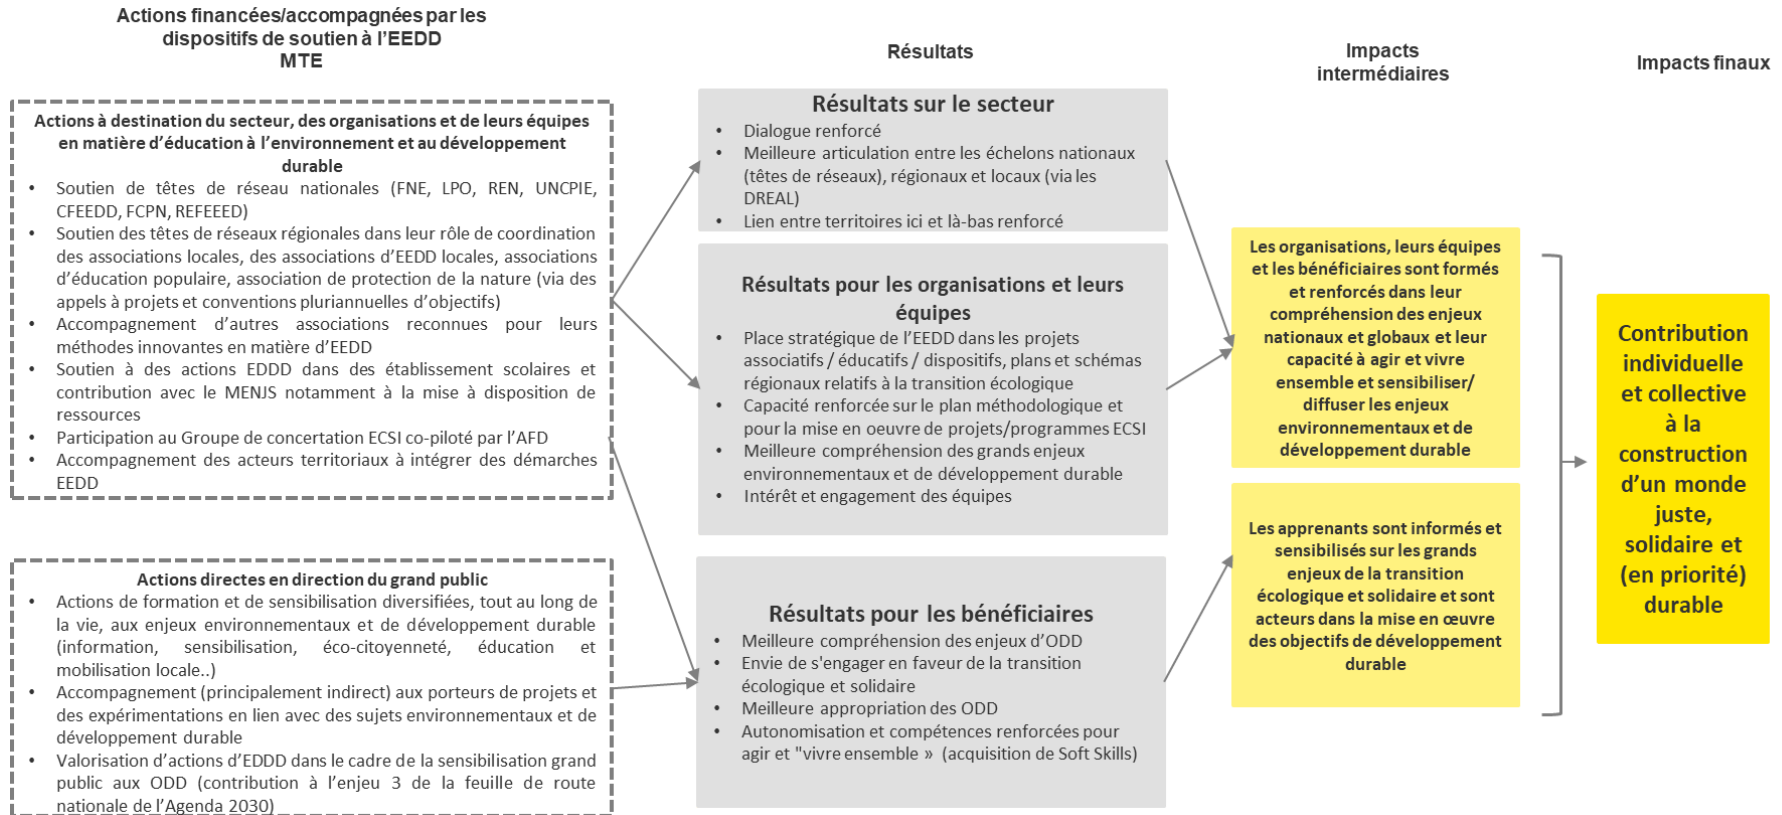 Actions financées/accompagnées par les
dispositifs de soutien à l'EEDD
MTE
Résultats
Impacts
intermédiaires
Impacts finaux
Actions à destination du secteur, des organisations et de leurs équipes
en matière d'éducation à l'environnement et au développement
durable
• Soutien de têtes de réseau nationales (FNE, LPO, REN, UNCPIE,
CFEEDD, FCPN, REFEEED)
• Soutien des têtes de réseaux régionales dans leur rôle de coordination
des associations locales, des associations d'EEDD locales, associations
d'éducation populaire, association de protection de la nature (via des
appels à projets et conventions pluriannuelles d'objectifs)
• Accompagnement d'autres associations reconnues pour leurs
méthodes innovantes en matière d'EEDD
• Soutien à des actions EDDD dans des établissement scolaires et
contribution avec le MENJS notamment à la mise à disposition de
ressources
• Participation au Groupe de concertation ECSI co-piloté par l'AFD
• Accompagnement des acteurs territoriaux à intégrer des démarches
EEDD
Actions directes en direction du grand public
• Actions de formation et de sensibilisation diversifiées, tout au long de
la vie, aux enjeux environnementaux et de développement durable
(information, sensibilisation, éco-citoyenneté, éducation et
mobilisation locale..)
• Accompagnement (principalement indirect) aux porteurs de projets et
des expérimentations en lien avec des sujets environnementaux et de
développement durable
• Valorisation d'actions d'EDDD dans le cadre de la sensibilisation grand
public aux ODD (contribution à l'enjeu 3 de la feuille de route
nationale de l'Agenda 2030)
Résultats sur le secteur
• Dialogue renforcé
• Meilleure articulation entre les échelons nationaux
(têtes de réseaux), régionaux et locaux (via les
DREAL)
• Lien entre territoires ici et là-bas renforcé
Résultats pour les organisations et leurs
équipes
• Place stratégique de l'EEDD dans les projets
associatifs / éducatifs / dispositifs, plans et schémas
régionaux relatifs à la transition écologique
• Capacité renforcée sur le plan méthodologique et
pour la mise en oeuvre de projets/programmes ECSI
• Meilleure compréhension des grands enjeux
environnementaux et de développement durable
• Intérêt et engagement des équipes
Résultats pour les bénéficiaires
• Meilleure compréhension des enjeux d'ODD
• Envie de s'engager en faveur de la transition
écologique et solidaire
• Meilleure appropriation des ODD
• Autonomisation et compétences renforcées pour
agir et "vivre ensemble » (acquisition de Soft Skills)
Les organisations, leurs équipes
et les bénéficiaires sont formés
et renforcés dans leur
compréhension des enjeux
nationaux et globaux et leur
capacité à agir et vivre
ensemble et sensibiliser/
diffuser les enjeux
environnementaux et de
développement durable
Les apprenants sont informés et
sensibilisés sur les grands
enjeux de la transition
écologique et solidaire et sont
acteurs dans la mise en œuvre
des objectifs de développement
durable
Contribution
individuelle
et collective
à la
construction
d'un monde
juste,
solidaire et
(en priorité)
durable